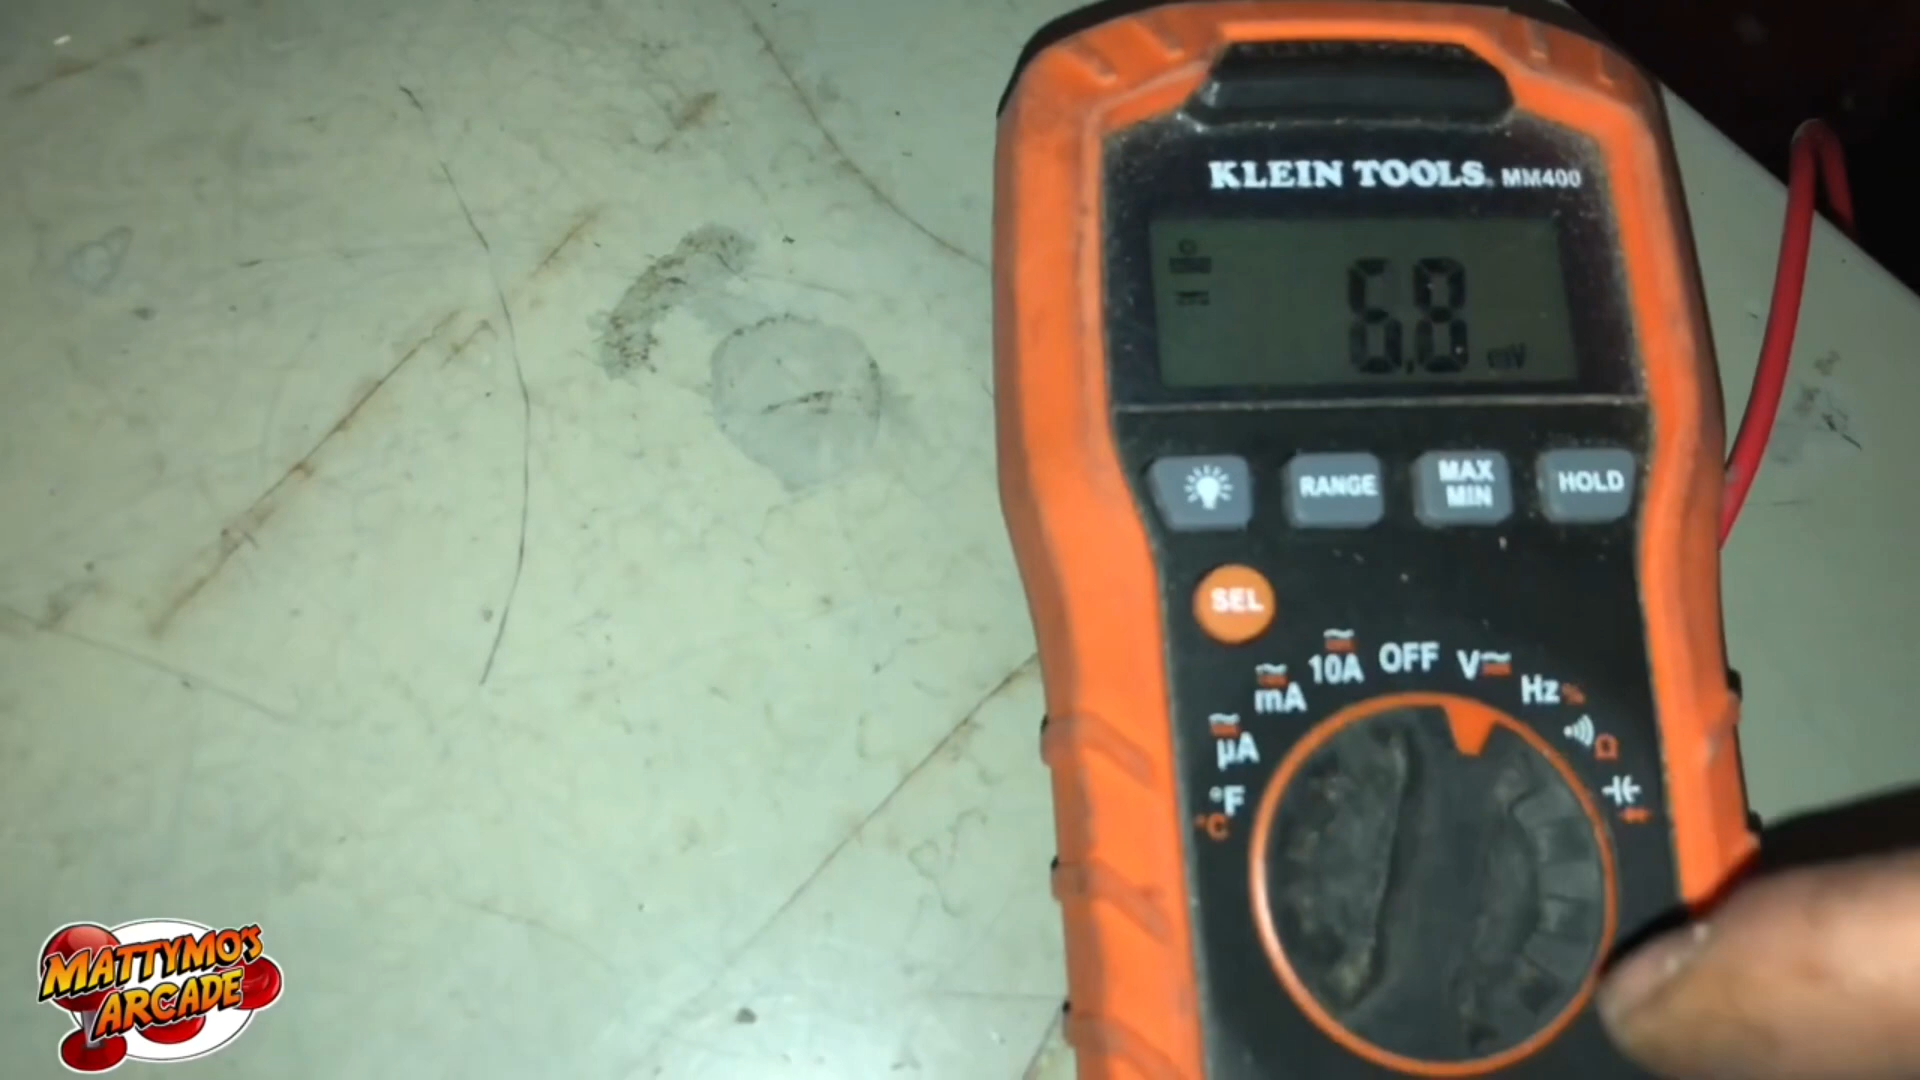 KLEIN TOOLS® MM400
6.8 mV
RANGE
MAX
MIN
HOLD
SEL
OFF
10A
V
mA
Hz %
µA
Ω
°F
°C
MATTYMO'S
ARCADE